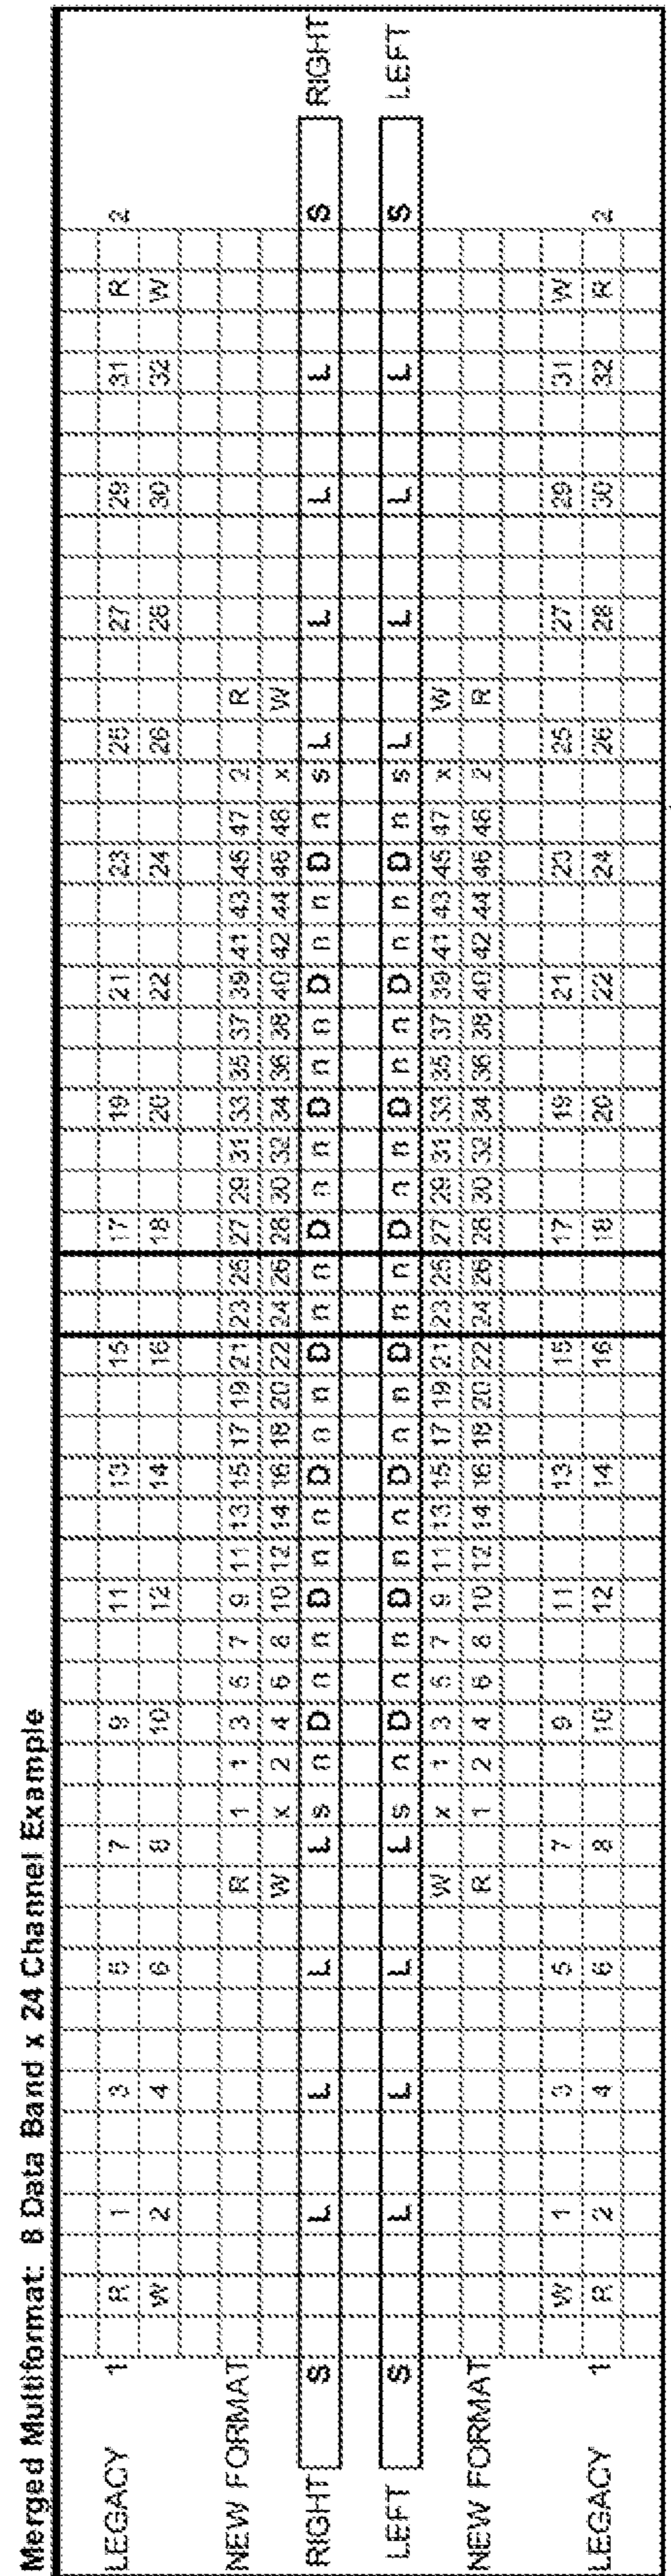 Merged Multiformat: 8 Data Band x 24 Channel Example
LEGACY 1 R 1 3 5 7 9 11 13 15 17 19 21 23 25 27 29 31 R 2
W 2 4 6 8 10 12 14 16 18 20 22 24 26 28 30 32 W
NEW FORMAT R 1 1 3 5 7 9 11 13 15 17 19 21 23 25 27 29 31 33 35 37 39 41 43 45 47 2 R
W x 2 4 6 8 10 12 14 16 18 20 22 24 26 28 30 32 34 36 38 40 42 44 46 48 x W
RIGHT S L L L L s n D n n D n n D n n D n n D n n D n n D n n D n s L L L L S RIGHT
LEFT S L L L L s n D n n D n n D n n D n n D n n D n n D n n D n s L L L L S LEFT
W x 1 3 5 7 9 11 13 15 17 19 21 23 25 27 29 31 33 35 37 39 41 43 45 47 x W
NEW FORMAT R 1 2 4 6 8 10 12 14 16 18 20 22 24 26 28 30 32 34 36 38 40 42 44 46 48 2 R
W 1 3 5 7 9 11 13 15 17 19 21 23 25 27 29 31 W
LEGACY 1 R 2 4 6 8 10 12 14 16 18 20 22 24 26 28 30 32 R 2